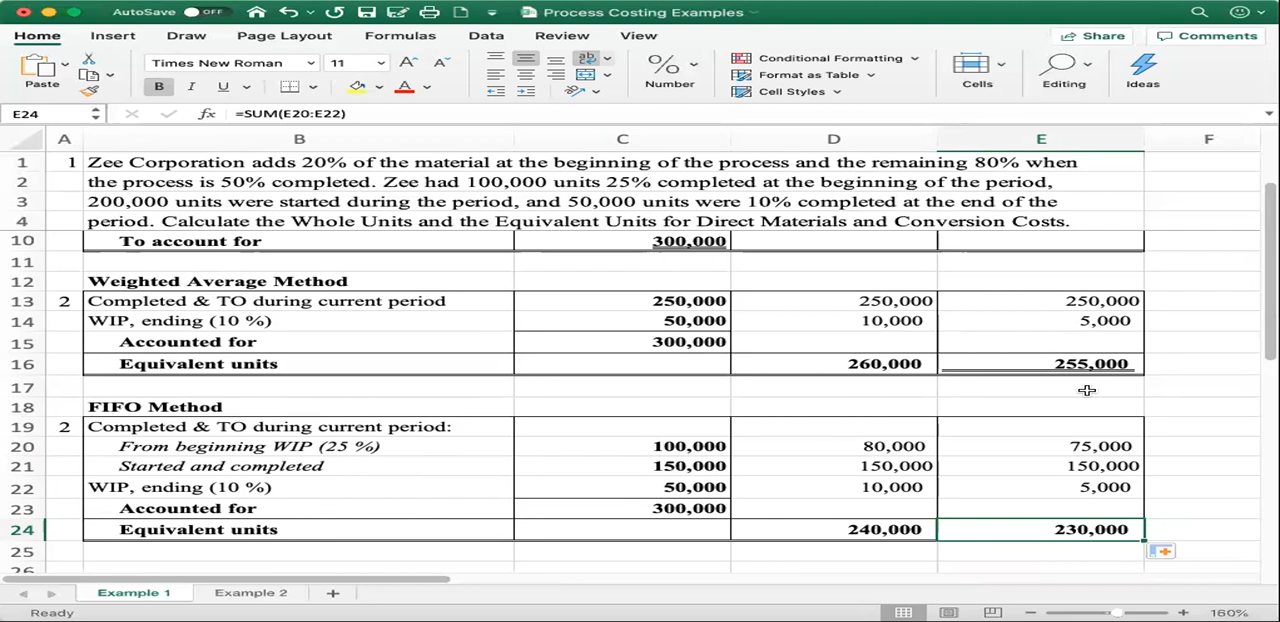 AutoSave OFF Process Costing Examples
Home Insert Draw Page Layout Formulas Data Review View Share Comments
Paste Times New Roman 11 A^ A B I U A % Number Conditional Formatting Format as Table Cell Styles Cells Editing Ideas
E24 fx =SUM(E20:E22)
A B C D E F
1 1 Zee Corporation adds 20% of the material at the beginning of the process and the remaining 80% when
2 the process is 50% completed. Zee had 100,000 units 25% completed at the beginning of the period,
3 200,000 units were started during the period, and 50,000 units were 10% completed at the end of the
4 period. Calculate the Whole Units and the Equivalent Units for Direct Materials and Conversion Costs.
10 To account for 300,000
11
12 Weighted Average Method
13 2 Completed & TO during current period 250,000 250,000 250,000
14 WIP, ending (10 %) 50,000 10,000 5,000
15 Accounted for 300,000
16 Equivalent units 260,000 255,000
17
18 FIFO Method
19 2 Completed & TO during current period:
20 From beginning WIP (25 %) 100,000 80,000 75,000
21 Started and completed 150,000 150,000 150,000
22 WIP, ending (10 %) 50,000 10,000 5,000
23 Accounted for 300,000
24 Equivalent units 240,000 230,000
25
26
Example 1 Example 2 +
Ready 160%